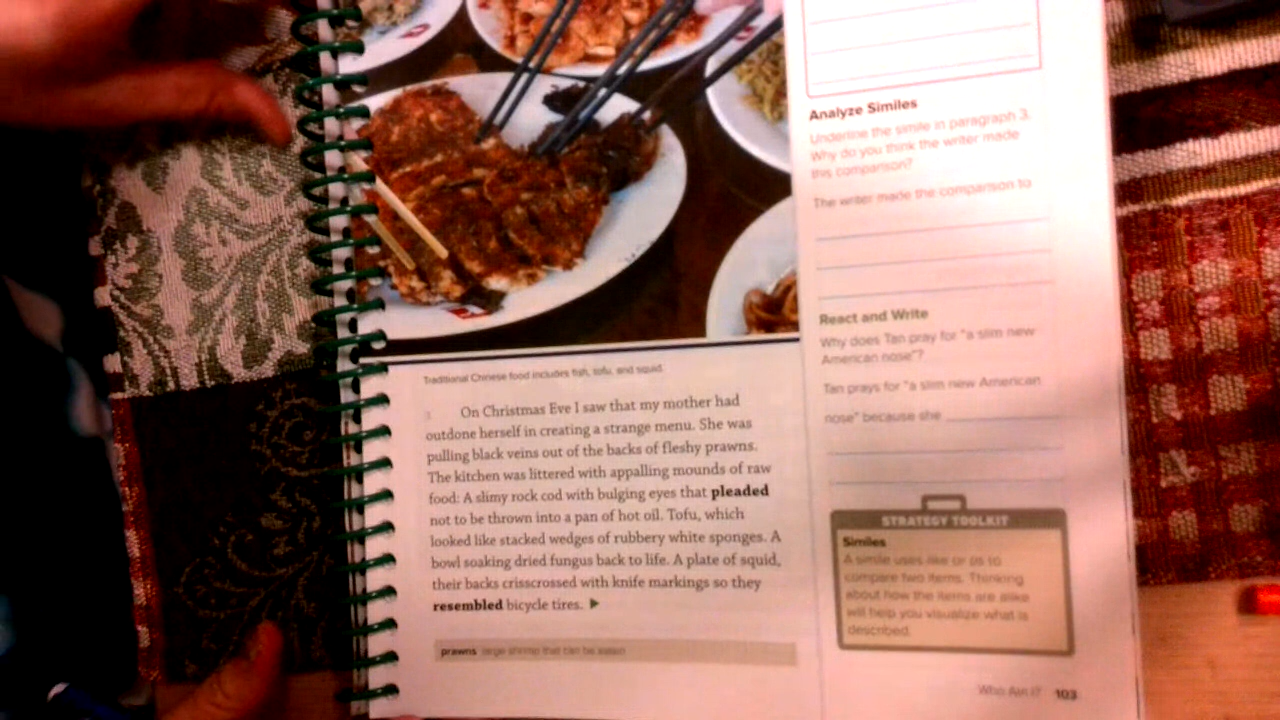 Traditional Chinese food includes fish, tofu, and squid.
3 On Christmas Eve I saw that my mother had
outdone herself in creating a strange menu. She was
pulling black veins out of the backs of fleshy prawns.
The kitchen was littered with appalling mounds of raw
food: A slimy rock cod with bulging eyes that pleaded
not to be thrown into a pan of hot oil. Tofu, which
looked like stacked wedges of rubbery white sponges. A
bowl soaking dried fungus back to life. A plate of squid,
their backs crisscrossed with knife markings so they
resembled bicycle tires. ▶
prawns large shrimp that can be eaten
Analyze Similes
Underline the simile in paragraph 3.
Why do you think the writer made
this comparison?
The writer made the comparison to
React and Write
Why does Tan pray for "a slim new
American nose"?
Tan prays for "a slim new American
nose" because she
STRATEGY TOOLKIT
Similes
A simile uses like or as to
compare two items. Thinking
about how the items are alike
will help you visualize what is
described.
Who Am I? 103